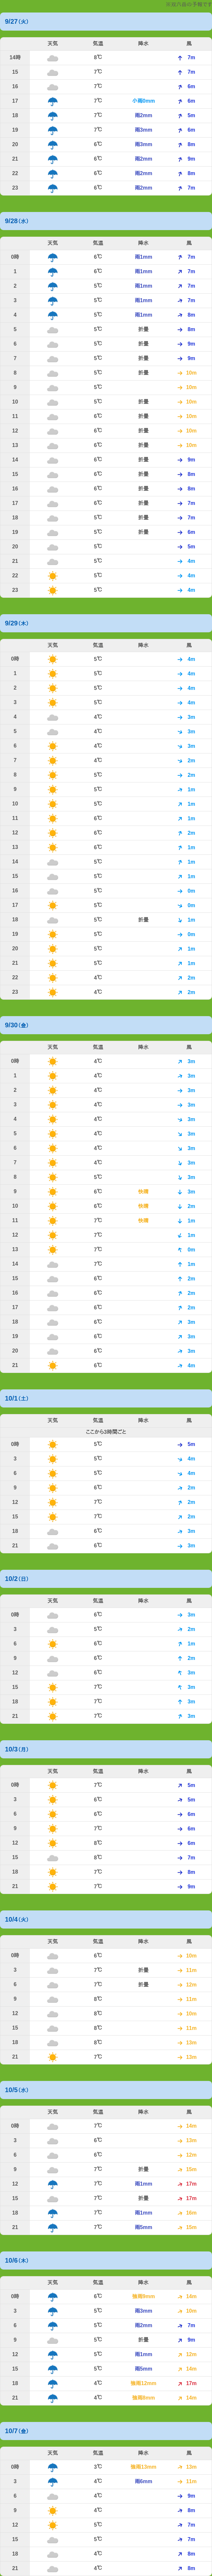 9/27(火)
天気 気温 降水 風
14時 8℃ 7m
15 7℃ 7m
16 7℃ 6m
17 7℃ 小雨0mm 6m
18 7℃ 雨2mm 5m
19 7℃ 雨3mm 6m
20 6℃ 雨3mm 8m
21 6℃ 雨2mm 9m
22 6℃ 雨2mm 8m
23 6℃ 雨2mm 7m
9/28(水)
天気 気温 降水 風
0時 6℃ 雨1mm 7m
1 6℃ 雨1mm 7m
2 5℃ 雨1mm 7m
3 5℃ 雨1mm 7m
4 5℃ 雨1mm 8m
5 5℃ 折畳 8m
6 5℃ 折畳 9m
7 5℃ 折畳 9m
8 5℃ 折畳 10m
9 5℃ 10m
10 5℃ 折畳 10m
11 6℃ 折畳 10m
12 6℃ 折畳 10m
13 6℃ 折畳 10m
14 6℃ 折畳 9m
15 6℃ 折畳 8m
16 5℃ 折畳 8m
17 6℃ 折畳 7m
18 5℃ 折畳 7m
19 5℃ 折畳 6m
20 5℃ 5m
21 5℃ 4m
22 5℃ 4m
23 5℃ 4m
9/29(木)
天気 気温 降水 風
0時 5℃ 4m
1 5℃ 4m
2 5℃ 4m
3 5℃ 4m
4 4℃ 3m
5 4℃ 3m
6 4℃ 3m
7 4℃ 2m
8 5℃ 2m
9 5℃ 1m
10 5℃ 1m
11 6℃ 1m
12 6℃ 2m
13 6℃ 1m
14 5℃ 1m
15 5℃ 1m
16 5℃ 0m
17 5℃ 0m
18 5℃ 折畳 1m
19 5℃ 0m
20 5℃ 1m
21 5℃ 1m
22 4℃ 2m
23 4℃ 2m
9/30(金)
天気 気温 降水 風
0時 4℃ 3m
1 4℃ 3m
2 4℃ 3m
3 4℃ 3m
4 4℃ 3m
5 4℃ 3m
6 4℃ 3m
7 4℃ 3m
8 5℃ 3m
9 6℃ 快適 3m
10 6℃ 快適 2m
11 7℃ 快適 1m
12 7℃ 1m
13 7℃ 0m
14 7℃ 1m
15 6℃ 2m
16 6℃ 2m
17 6℃ 2m
18 6℃ 3m
19 6℃ 3m
20 6℃ 3m
21 6℃ 4m
10/1(土)
天気 気温 降水 風
ここから3時間ごと
0時 5℃ 5m
3 5℃ 4m
6 5℃ 4m
9 6℃ 2m
12 7℃ 2m
15 7℃ 2m
18 6℃ 3m
21 6℃ 3m
10/2(日)
天気 気温 降水 風
0時 6℃ 3m
3 5℃ 2m
6 6℃ 1m
9 6℃ 2m
12 6℃ 3m
15 7℃ 3m
18 7℃ 3m
21 7℃ 3m
10/3(月)
天気 気温 降水 風
0時 7℃ 5m
3 6℃ 5m
6 6℃ 6m
9 7℃ 6m
12 8℃ 6m
15 8℃ 7m
18 7℃ 8m
21 7℃ 9m
10/4(火)
天気 気温 降水 風
0時 6℃ 10m
3 7℃ 折畳 11m
6 7℃ 折畳 11m
9 8℃ 11m
12 8℃ 10m
15 8℃ 11m
18 8℃ 13m
21 7℃ 13m
10/5(水)
天気 気温 降水 風
0時 7℃ 14m
3 6℃ 13m
6 6℃ 12m
9 7℃ 折畳 15m
12 7℃ 雨1mm 17m
15 7℃ 折畳 17m
18 7℃ 雨1mm 16m
21 7℃ 雨5mm 15m
10/6(木)
天気 気温 降水 風
0時 6℃ 強雨9mm 14m
3 5℃ 雨3mm 10m
6 5℃ 雨2mm 7m
9 5℃ 折畳 9m
12 5℃ 雨1mm 12m
15 5℃ 雨5mm 14m
18 4℃ 強雨12mm 17m
21 4℃ 強雨8mm 14m
10/7(金)
天気 気温 降水 風
0時 3℃ 強雨13mm 13m
3 4℃ 雨6mm 11m
6 4℃ 9m
9 4℃ 8m
12 5℃ 7m
15 5℃ 7m
18 4℃ 8m
21 4℃ 8m